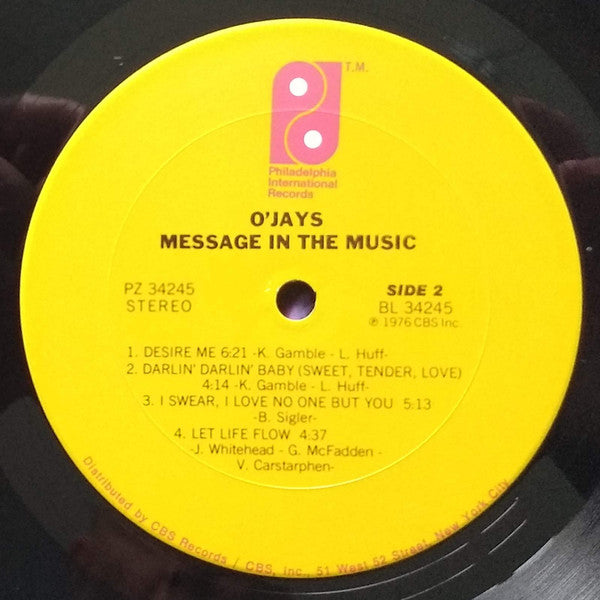 T.M.
Philadelphia
International
Records
O'JAYS
MESSAGE IN THE MUSIC
PZ 34245
STEREO
SIDE 2
BL 34245
℗ 1976 CBS Inc.
1. DESIRE ME 6:21 -K. Gamble - L. Huff-
2. DARLIN' DARLIN' BABY (SWEET, TENDER, LOVE)
4:14 -K. Gamble - L. Huff-
3. I SWEAR, I LOVE NO ONE BUT YOU 5:13
-B. Sigler-
4. LET LIFE FLOW 4:37
-J. Whitehead - G. McFadden -
V. Carstarphen-
Distributed by CBS Records / CBS, Inc., 51 West 52 Street, New York City